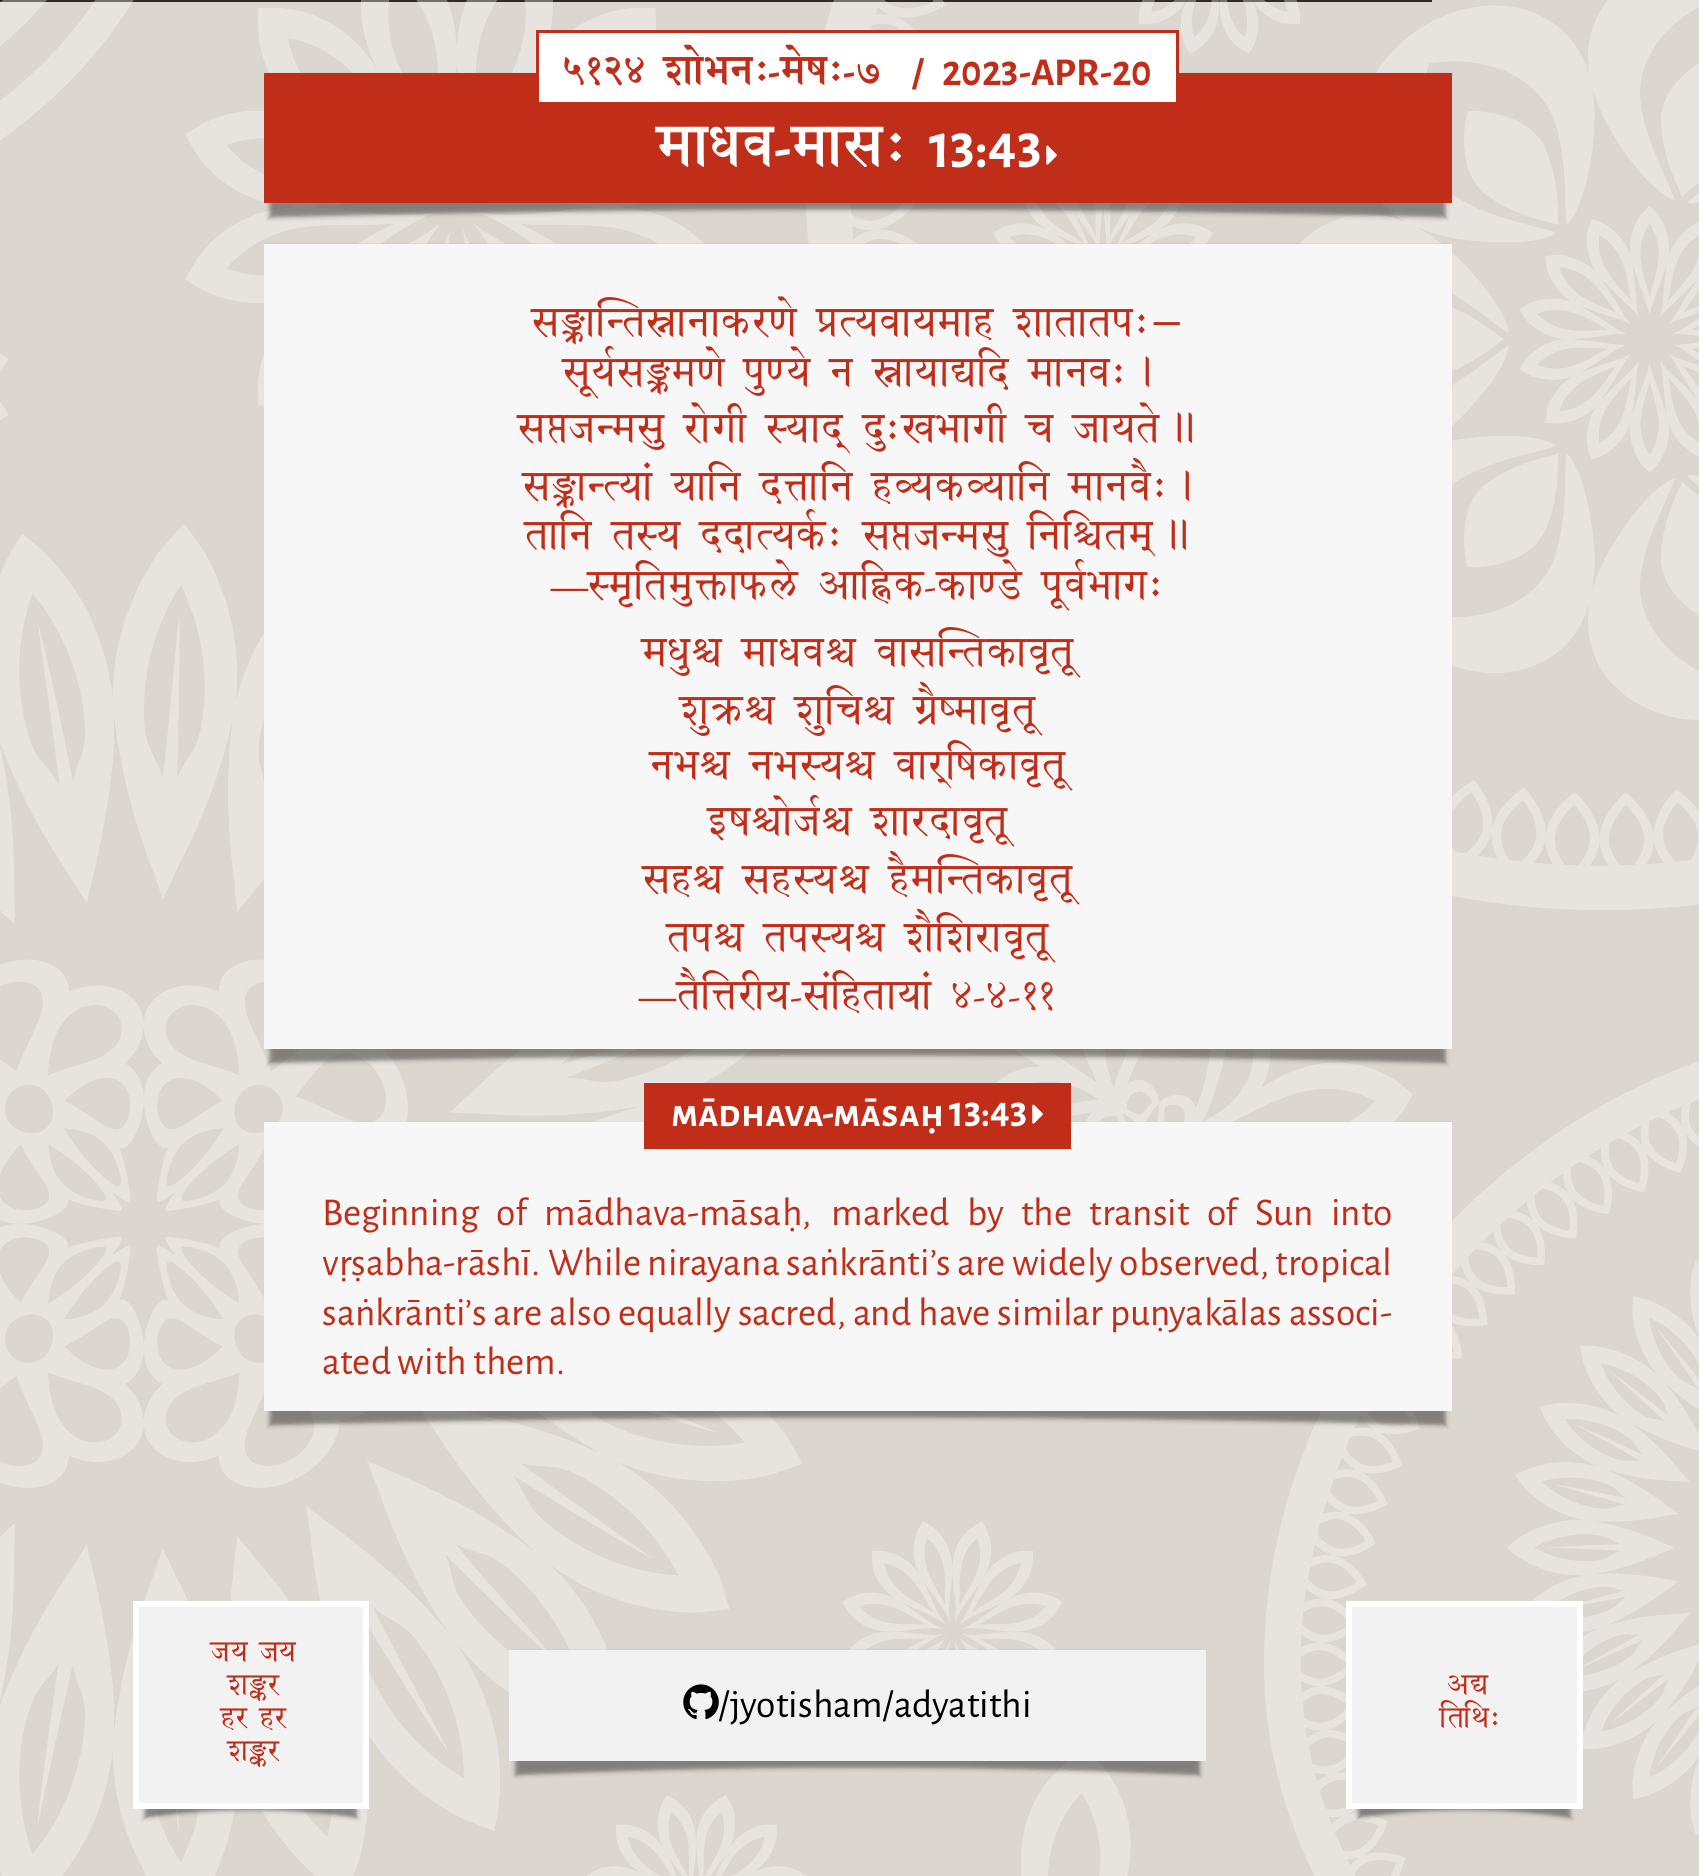 ५१२४ शोभनः-मेषः-७ / 2023-APR-20
माधव-मासः 13:43
सङ्क्रान्तिस्नानाकरणे प्रत्यवायमाह शातातपः—
सूर्यसङ्क्रमणे पुण्ये न स्नायाद्यदि मानवः।
सप्तजन्मसु रोगी स्याद् दुःखभागी च जायते॥
सङ्क्रान्त्यां यानि दत्तानि हव्यकव्यानि मानवैः।
तानि तस्य ददात्यर्कः सप्तजन्मसु निश्चितम्॥
—स्मृतिमुक्ताफले आह्निक-काण्डे पूर्वभागः
मधुश्च माधवश्च वासन्तिकावृतू
शुक्रश्च शुचिश्च ग्रैष्मावृतू
नभश्च नभस्यश्च वार्‌षिकावृतू
इषश्चोर्जश्च शारदावृतू
सहश्च सहस्यश्च हैमन्तिकावृतू
तपश्च तपस्यश्च शैशिरावृतू
—तैत्तिरीय-संहितायां ४-४-११
MĀDHAVA-MĀSAḤ 13:43
Beginning of mādhava-māsaḥ, marked by the transit of Sun into
vṛṣabha-rāshī. While nirayana saṅkrānti’s are widely observed, tropical
saṅkrānti’s are also equally sacred, and have similar puṇyakālas associ-
ated with them.
जय जय
शङ्कर
हर हर
शङ्कर
/jyotisham/adyatithi
अद्य
तिथिः